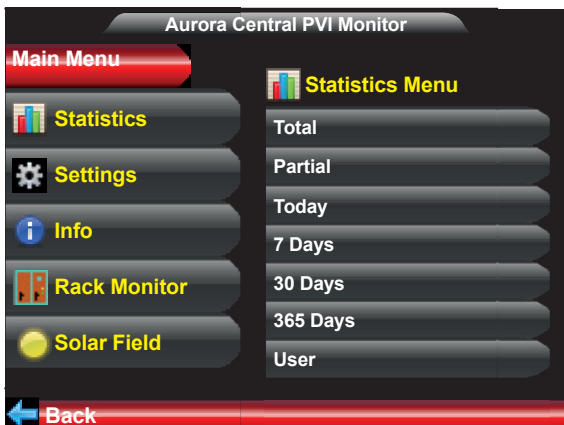 Aurora Central PVI Monitor
Main Menu
Statistics
Settings
Info
Rack Monitor
Solar Field
Statistics Menu
Total
Partial
Today
7 Days
30 Days
365 Days
User
Back